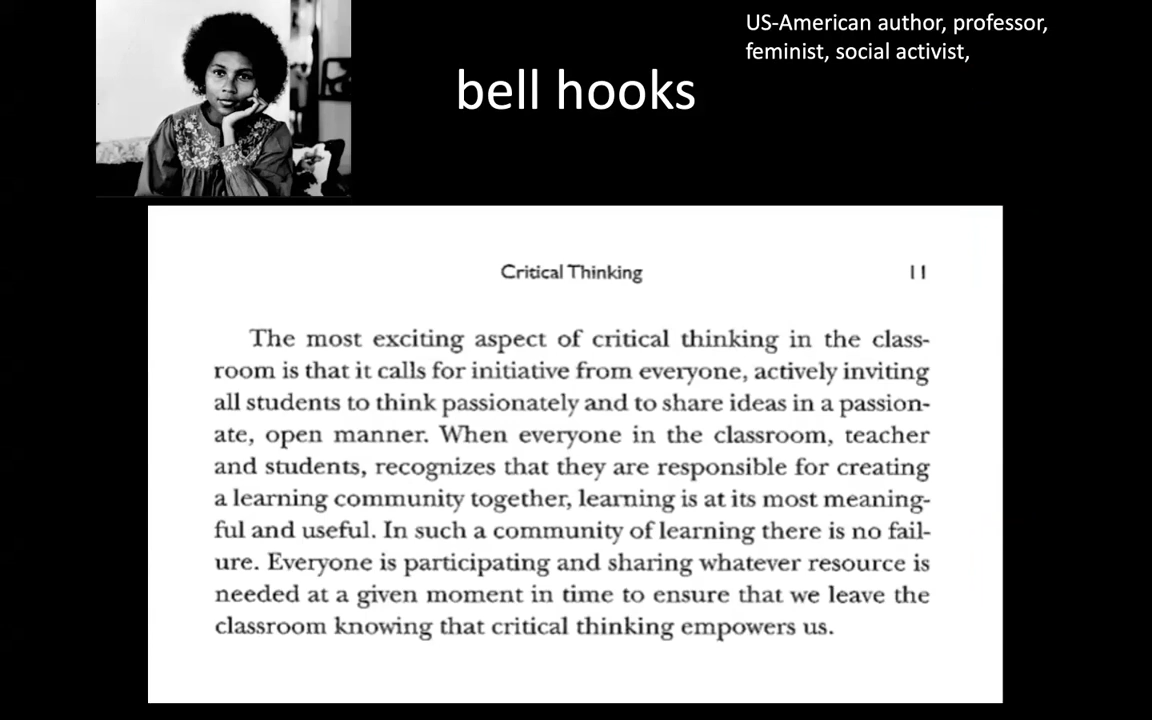 US-American author, professor,
feminist, social activist,
bell hooks
Critical Thinking 11
The most exciting aspect of critical thinking in the class-
room is that it calls for initiative from everyone, actively inviting
all students to think passionately and to share ideas in a passion-
ate, open manner. When everyone in the classroom, teacher
and students, recognizes that they are responsible for creating
a learning community together, learning is at its most meaning-
ful and useful. In such a community of learning there is no fail-
ure. Everyone is participating and sharing whatever resource is
needed at a given moment in time to ensure that we leave the
classroom knowing that critical thinking empowers us.